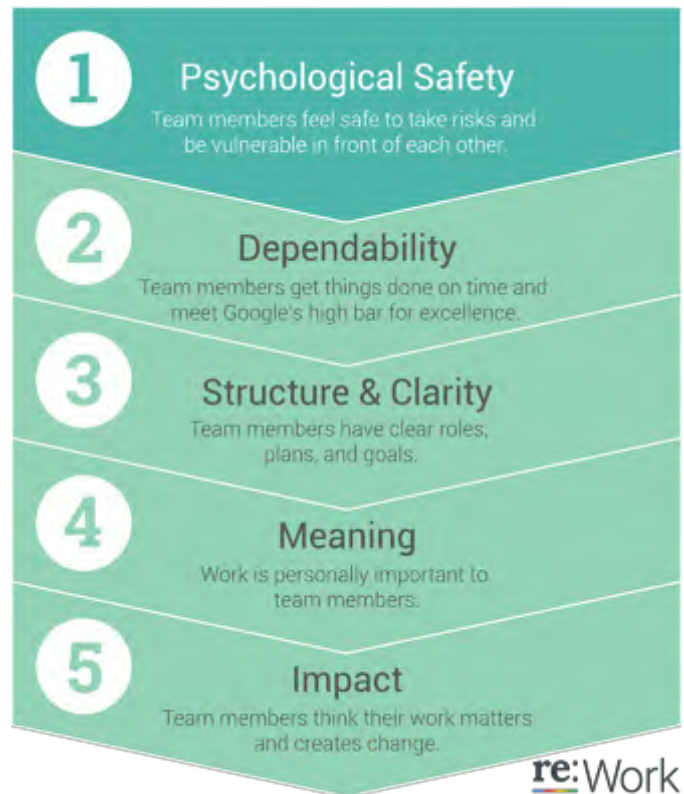 1
Psychological Safety
Team members feel safe to take risks and
be vulnerable in front of each other.
2
Dependability
Team members get things done on time and
meet Google's high bar for excellence.
3
Structure & Clarity
Team members have clear roles,
plans, and goals.
4
Meaning
Work is personally important to
team members.
5
Impact
Team members think their work matters
and creates change.
re:Work